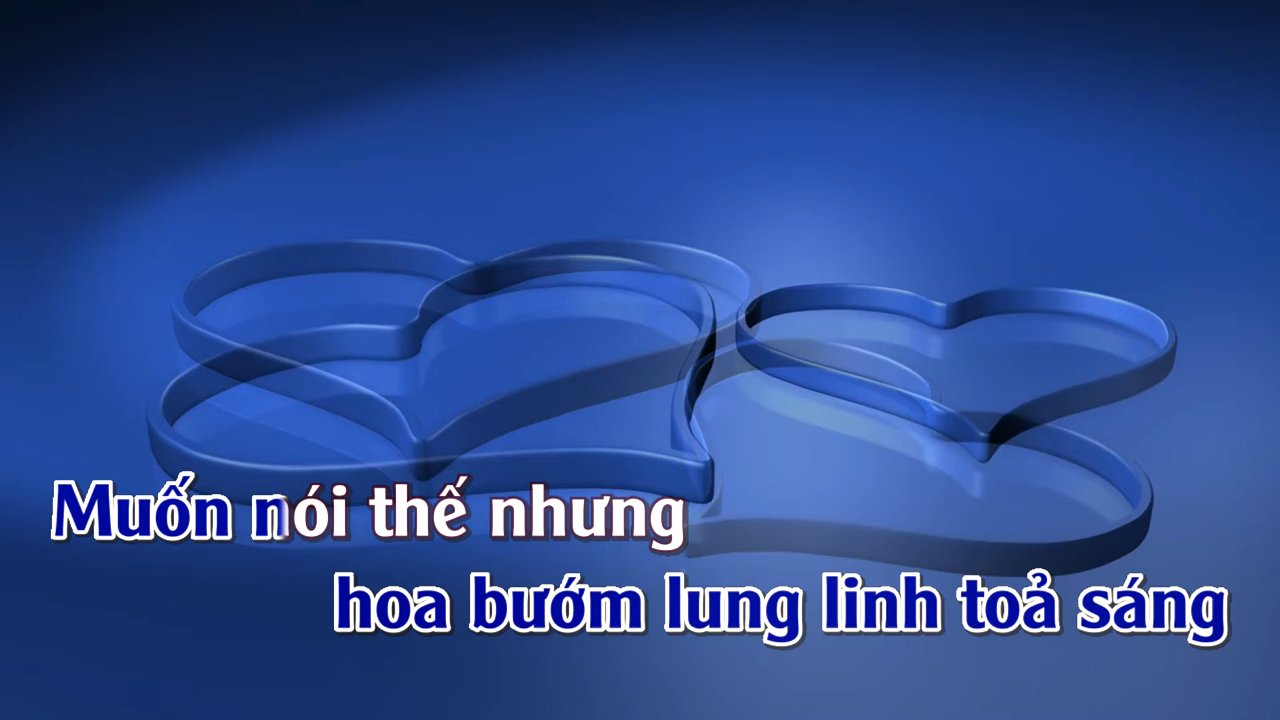 Muốn nói thế nhưng
hoa bướm lung linh toả sáng